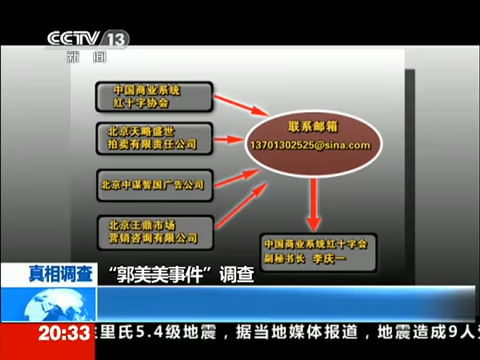 CCTV 13
新闻
中国商业系统
红十字协会
北京天略盛世
拍卖有限责任公司
北京中谋智国广告公司
北京王鼎市场
营销咨询有限公司
联系邮箱
13701302525@sina.com
中国商业系统红十字会
副秘书长 李庆一
真相调查
“郭美美事件”调查
20:33
里氏5.4级地震，据当地媒体报道，地震造成9人